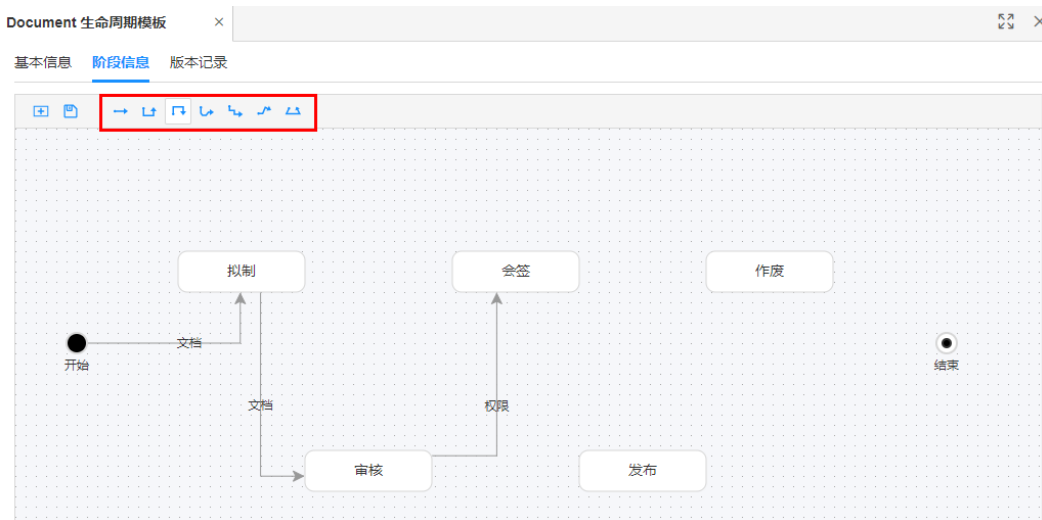 Document 生命周期模板
基本信息 阶段信息 版本记录
拟制 会签 作废
文档
开始 结束
文档 权限
审核 发布